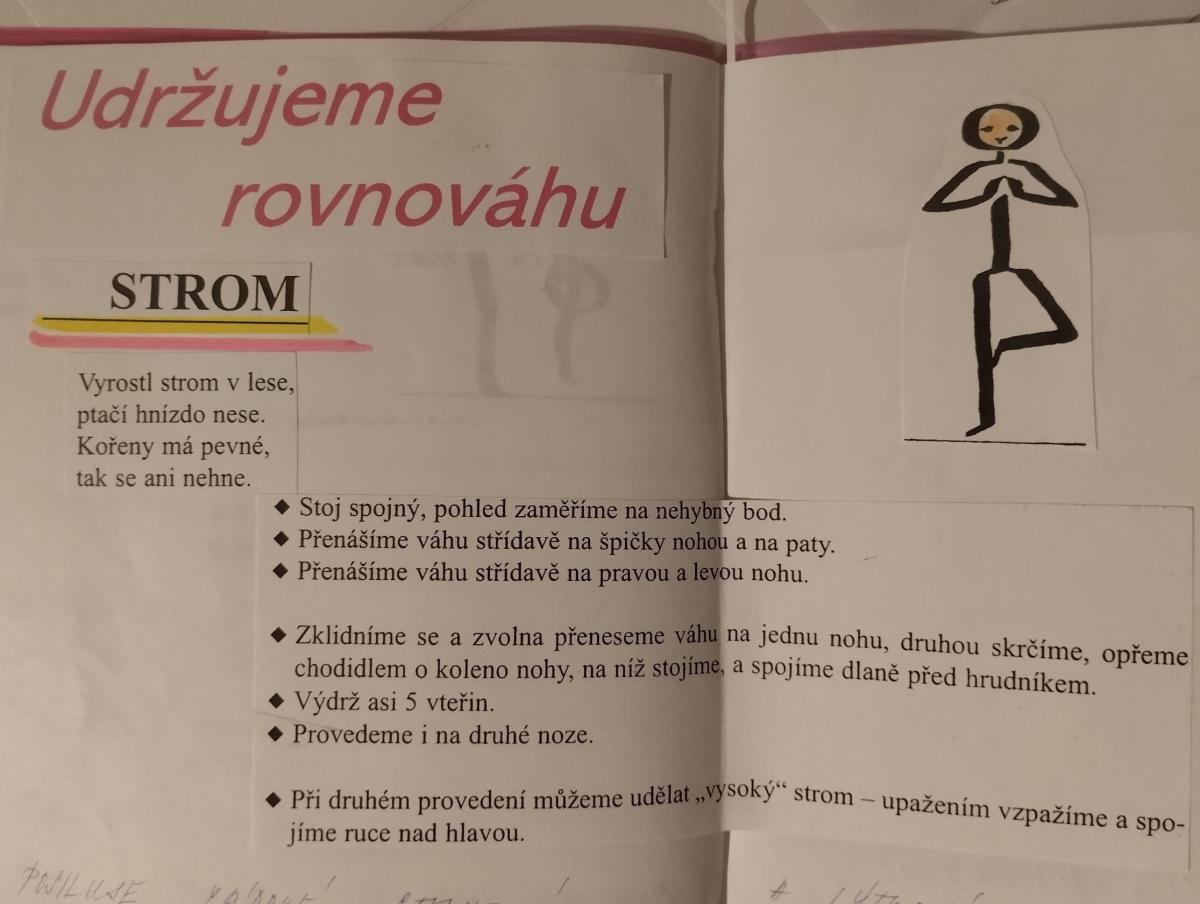 Udržujeme
rovnováhu
STROM
Vyrostl strom v lese,
ptačí hnízdo nese.
Kořeny má pevné,
tak se ani nehne.
◆ Stoj spojný, pohled zaměříme na nehybný bod.
◆ Přenášíme váhu střídavě na špičky nohou a na paty.
◆ Přenášíme váhu střídavě na pravou a levou nohu.
◆ Zklidníme se a zvolna přeneseme váhu na jednu nohu, druhou skrčíme, opřeme
chodidlem o koleno nohy, na níž stojíme, a spojíme dlaně před hrudníkem.
◆ Výdrž asi 5 vteřin.
◆ Provedeme i na druhé noze.
◆ Při druhém provedení můžeme udělat „vysoký“ strom – upažením vzpažíme a spo-
jíme ruce nad hlavou.
POSILUJE